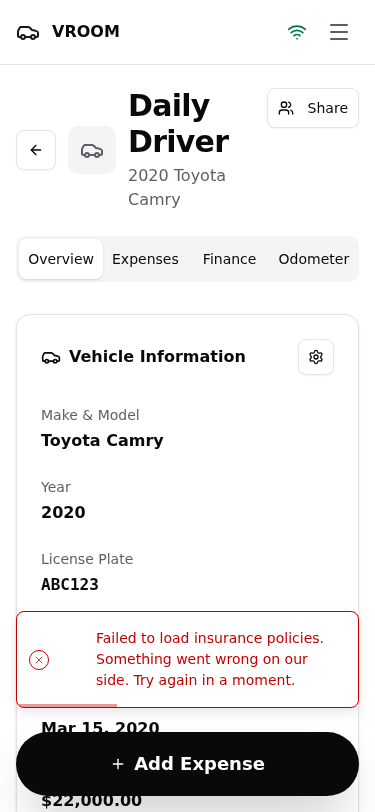 VROOM
Daily
Driver
2020 Toyota
Camry
Share
Overview
Expenses
Finance
Odometer
Vehicle Information
Make & Model
Toyota Camry
Year
2020
License Plate
ABC123
Failed to load insurance policies.
Something went wrong on our
side. Try again in a moment.
Mar 15, 2020
+ Add Expense
$22,000.00